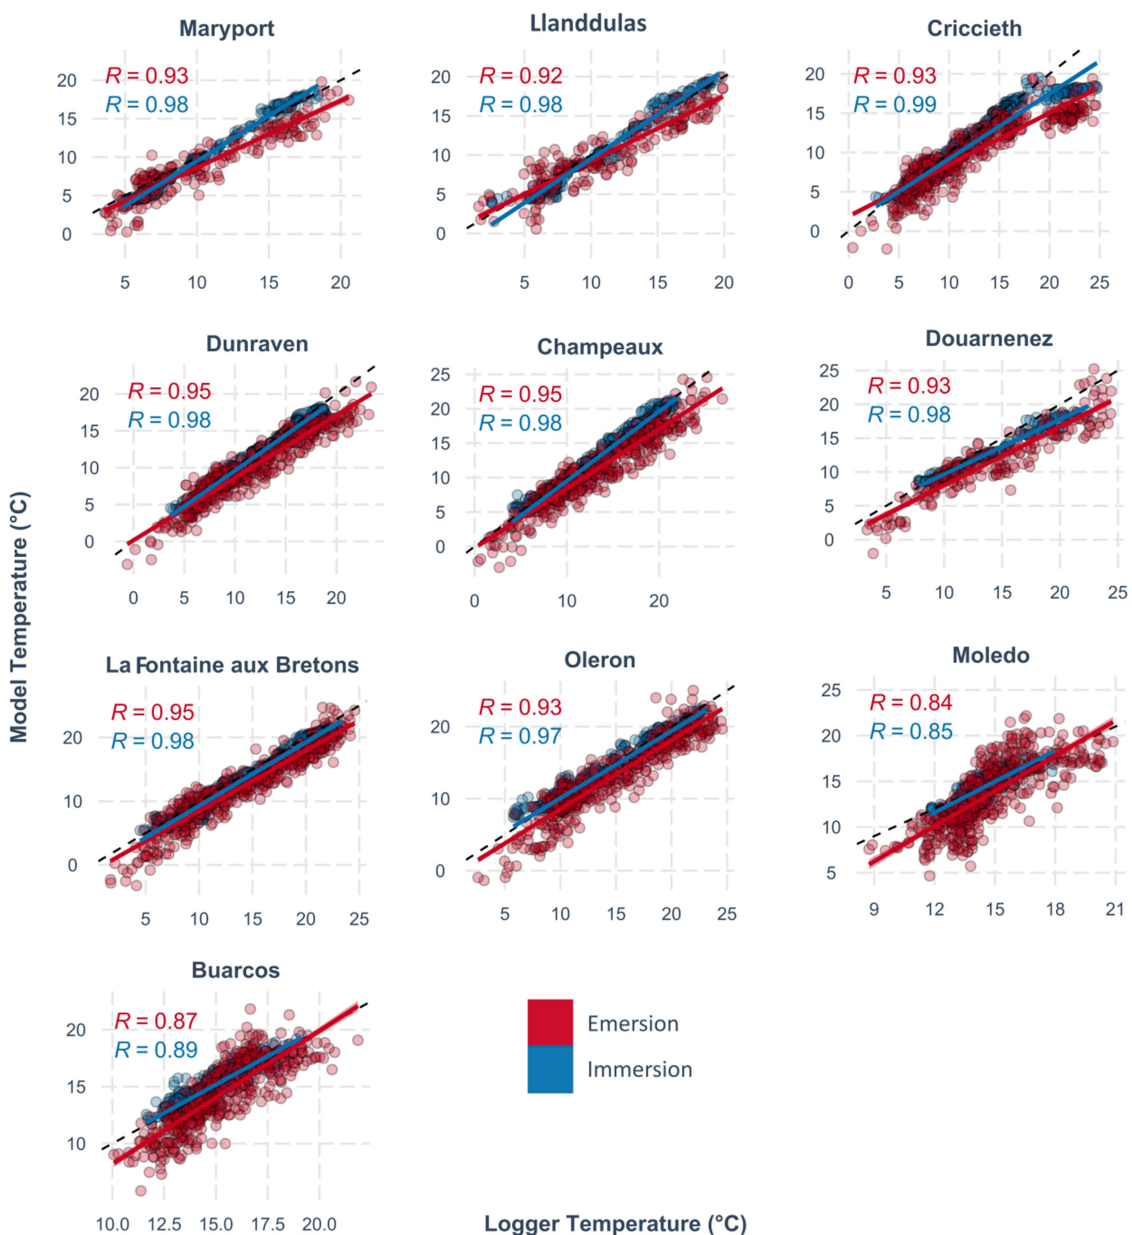 Maryport
R = 0.93
R = 0.98
20
15
10
5
0
5
10
15
20
Llanddulas
R = 0.92
R = 0.98
20
15
10
5
0
5
10
15
20
Criccieth
R = 0.93
R = 0.99
20
15
10
5
0
0
5
10
15
20
25
Dunraven
R = 0.95
R = 0.98
20
15
10
5
0
0
5
10
15
20
Champeaux
R = 0.95
R = 0.98
25
20
15
10
5
0
0
10
20
Douarnenez
R = 0.93
R = 0.98
25
20
15
10
5
0
5
10
15
20
25
Model Temperature (°C)
La Fontaine aux Bretons
R = 0.95
R = 0.98
20
10
0
5
10
15
20
25
Oleron
R = 0.93
R = 0.97
20
10
0
5
10
15
20
25
Moledo
R = 0.84
R = 0.85
25
20
15
10
5
9
12
15
18
21
Buarcos
R = 0.87
R = 0.89
20
15
10
10.0
12.5
15.0
17.5
20.0
Emersion
Immersion
Logger Temperature (°C)